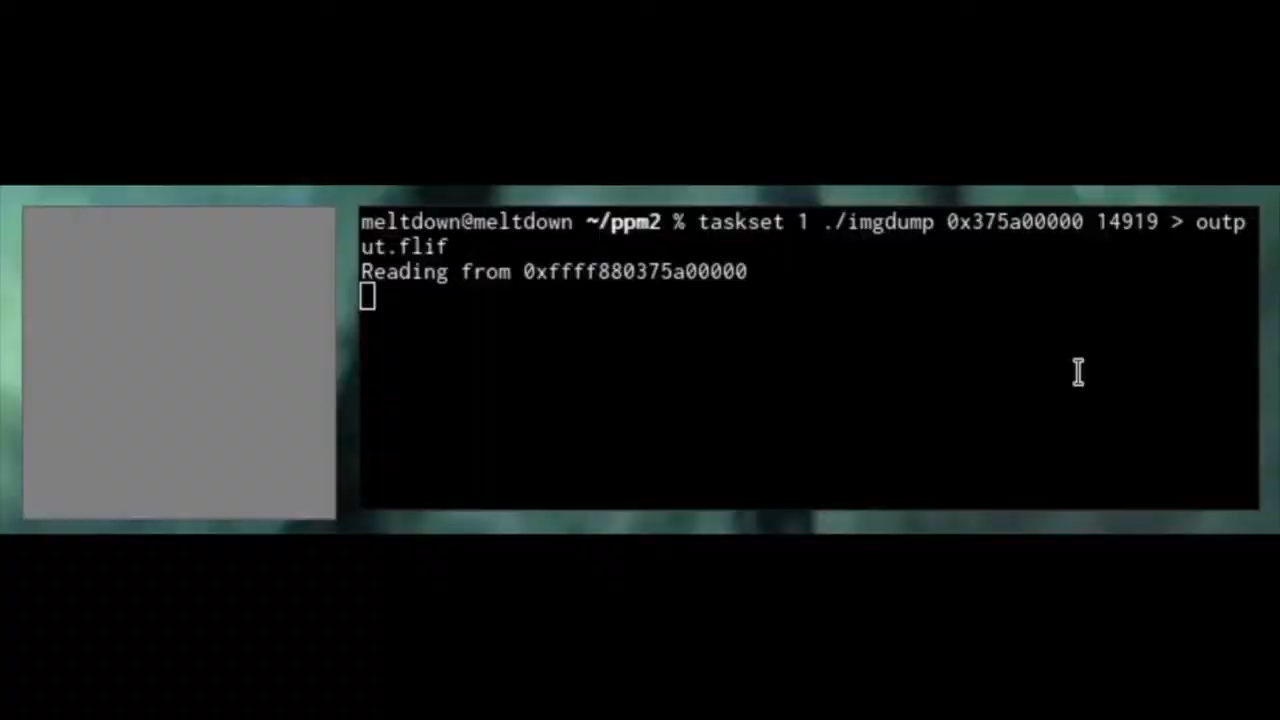 meltdown@meltdown ~/ppm2 % taskset 1 ./imgdump 0x375a00000 14919 > outp
ut.flif
Reading from 0xffff880375a00000